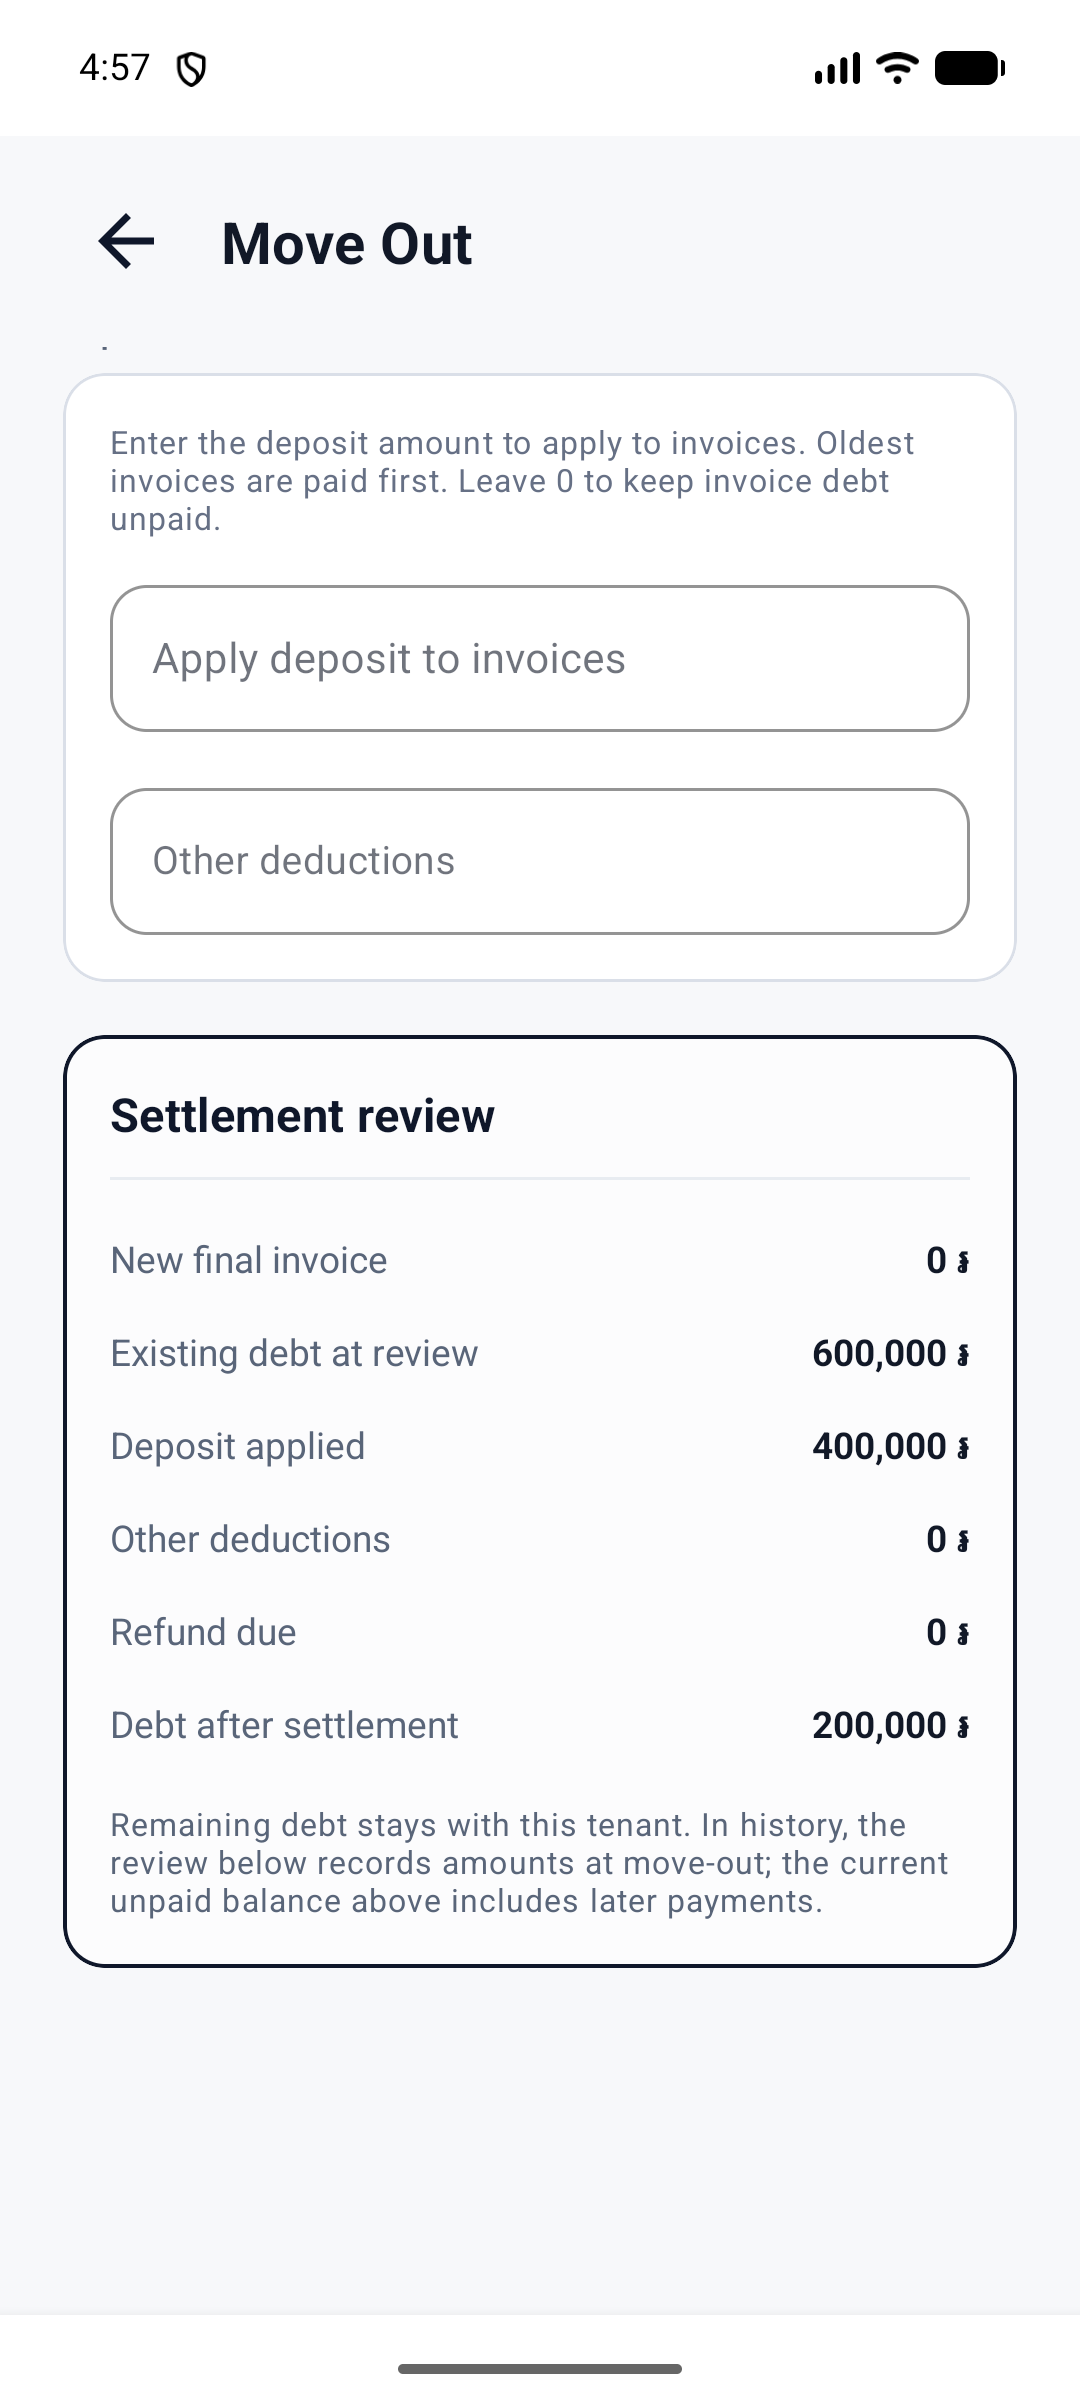 4:57
Move Out
Enter the deposit amount to apply to invoices. Oldest
invoices are paid first. Leave 0 to keep invoice debt
unpaid.
Apply deposit to invoices
Other deductions
Settlement review
New final invoice 0
Existing debt at review 600,000
Deposit applied 400,000
Other deductions 0
Refund due 0
Debt after settlement 200,000
Remaining debt stays with this tenant. In history, the
review below records amounts at move-out; the current
unpaid balance above includes later payments.